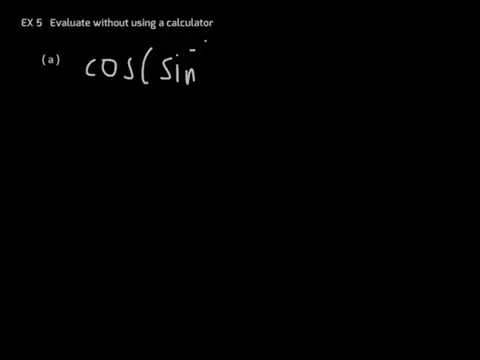 EX 5 Evaluate without using a calculator
(a) cos(sin⁻